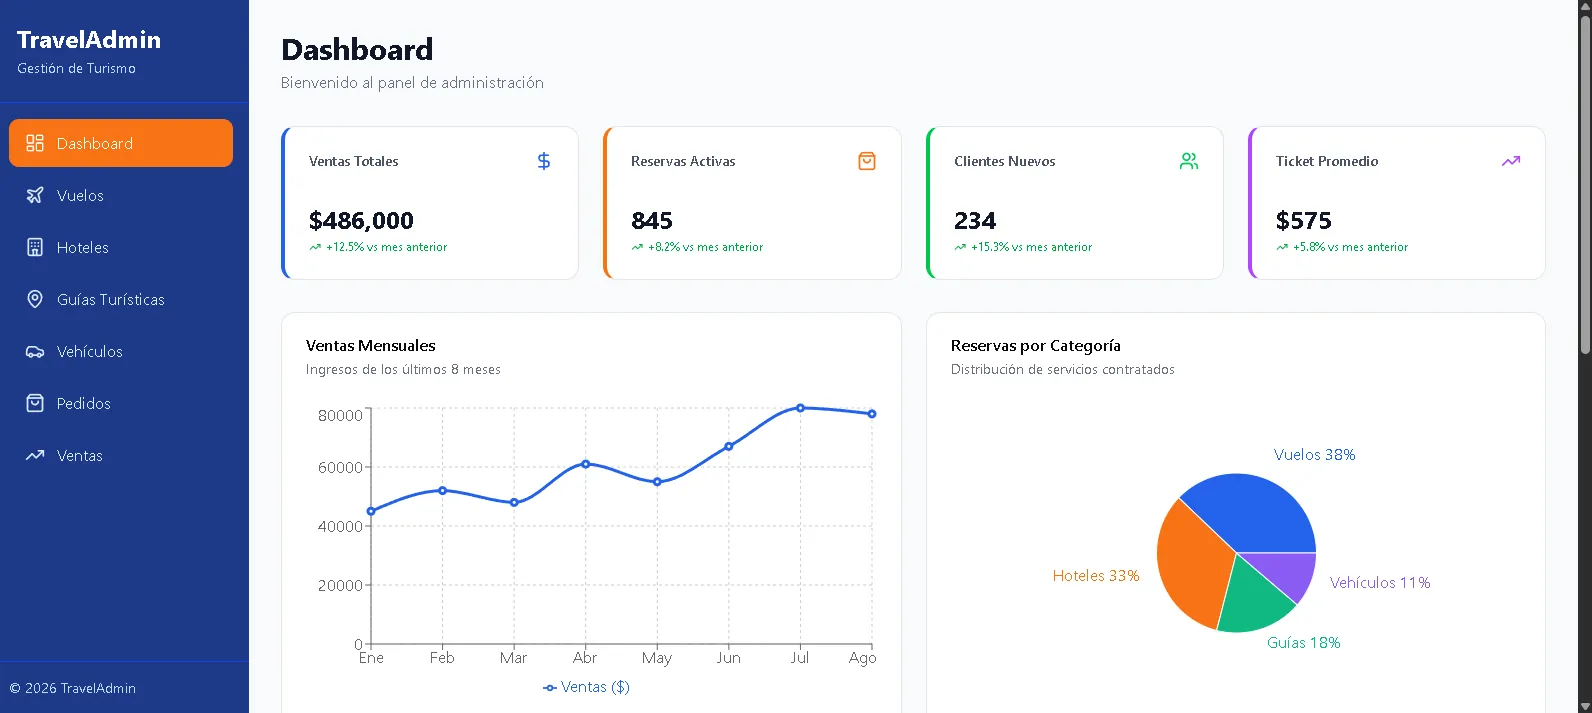 TravelAdmin
Gestión de Turismo
Dashboard
Vuelos
Hoteles
Guías Turísticas
Vehículos
Pedidos
Ventas
© 2026 TravelAdmin
Dashboard
Bienvenido al panel de administración
Ventas Totales
$486,000
+12.5% vs mes anterior
Reservas Activas
845
+8.2% vs mes anterior
Clientes Nuevos
234
+15.3% vs mes anterior
Ticket Promedio
$575
+5.8% vs mes anterior
Ventas Mensuales
Ingresos de los últimos 8 meses
80000
60000
40000
20000
0
Ene Feb Mar Abr May Jun Jul Ago
Ventas ($)
Reservas por Categoría
Distribución de servicios contratados
Vuelos 38%
Hoteles 33%
Vehículos 11%
Guías 18%